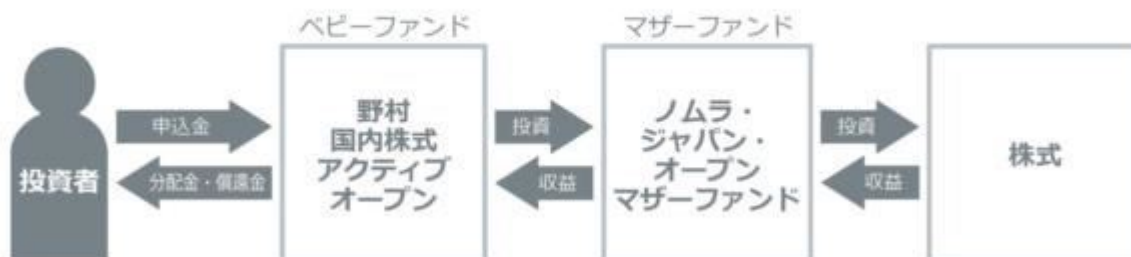 ベビーファンド
マザーファンド
投資者
申込金
分配金・償還金
野村
国内株式
アクティブ
オープン
投資
収益
ノムラ・
ジャパン・
オープン
マザーファンド
投資
収益
株式